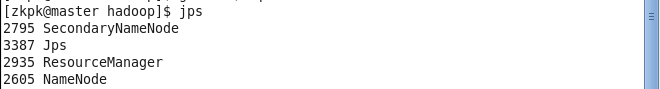 [zkpk@master hadoop]$ jps
2795 SecondaryNameNode
3387 Jps
2935 ResourceManager
2605 NameNode